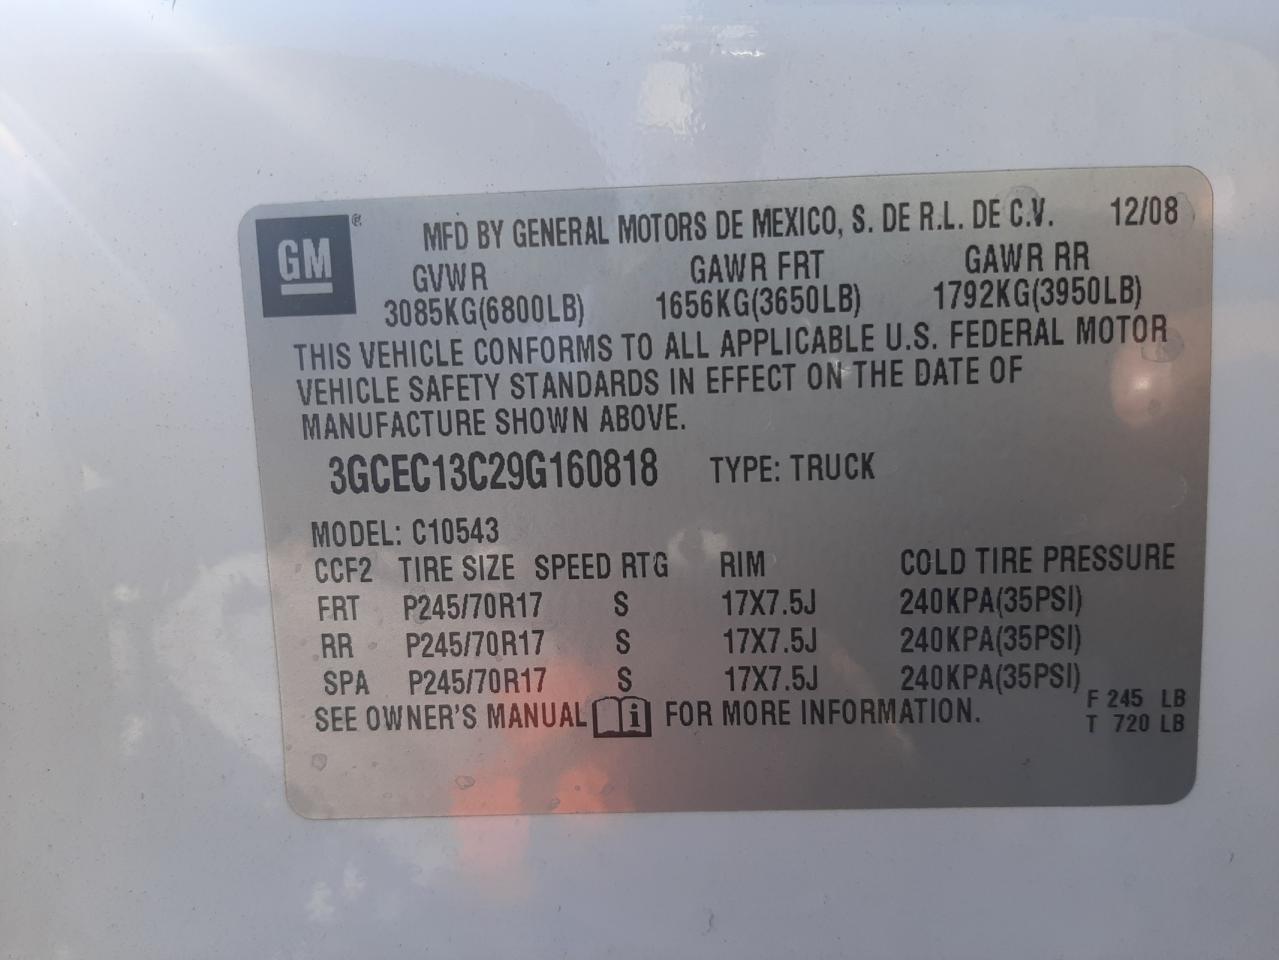 GM®
MFD BY GENERAL MOTORS DE MEXICO, S. DE R.L. DE C.V. 12/08
GVWR GAWR FRT GAWR RR
3085KG(6800LB) 1656KG(3650LB) 1792KG(3950LB)
THIS VEHICLE CONFORMS TO ALL APPLICABLE U.S. FEDERAL MOTOR
VEHICLE SAFETY STANDARDS IN EFFECT ON THE DATE OF
MANUFACTURE SHOWN ABOVE.
3GCEC13C29G160818 TYPE: TRUCK
MODEL: C10543
CCF2 TIRE SIZE SPEED RTG RIM COLD TIRE PRESSURE
FRT P245/70R17 S 17X7.5J 240KPA(35PSI)
RR P245/70R17 S 17X7.5J 240KPA(35PSI)
SPA P245/70R17 S 17X7.5J 240KPA(35PSI)
SEE OWNER'S MANUAL i FOR MORE INFORMATION.
F 245 LB
T 720 LB